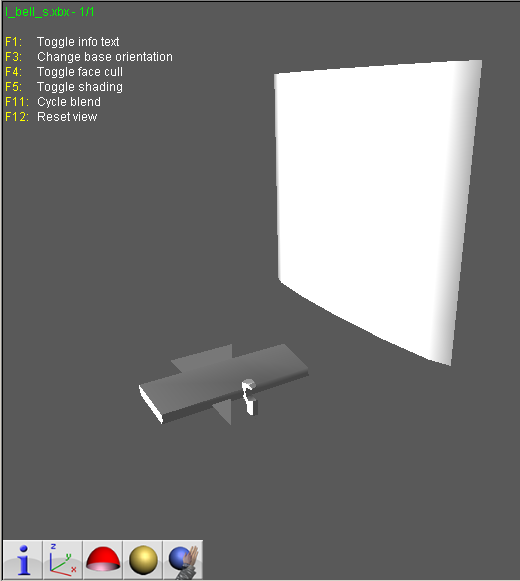 l_bell_s.xbx - 1/1
F1: Toggle info text
F3: Change base orientation
F4: Toggle face cull
F5: Toggle shading
F11: Cycle blend
F12: Reset view
z
y
x